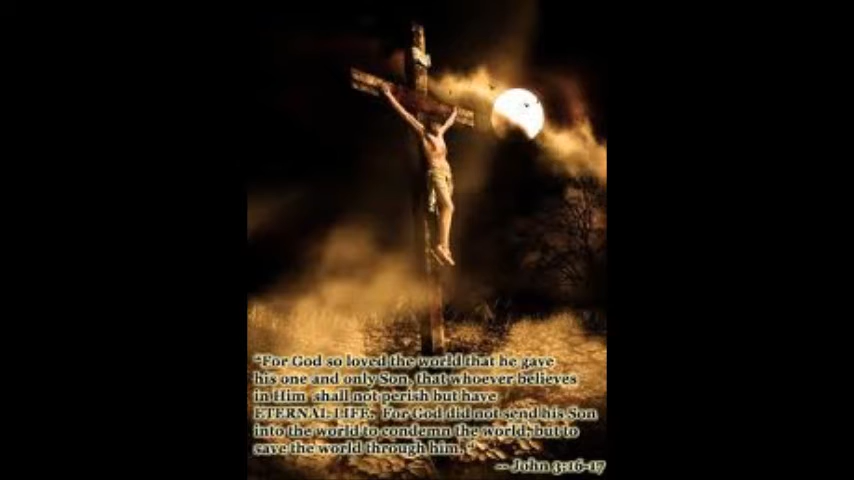 "For God so loved the world that he gave
his one and only Son, that whoever believes
in Him shall not perish but have
ETERNAL LIFE. For God did not send his Son
into the world to condemn the world, but to
save the world through him."
-- John 3:16-17